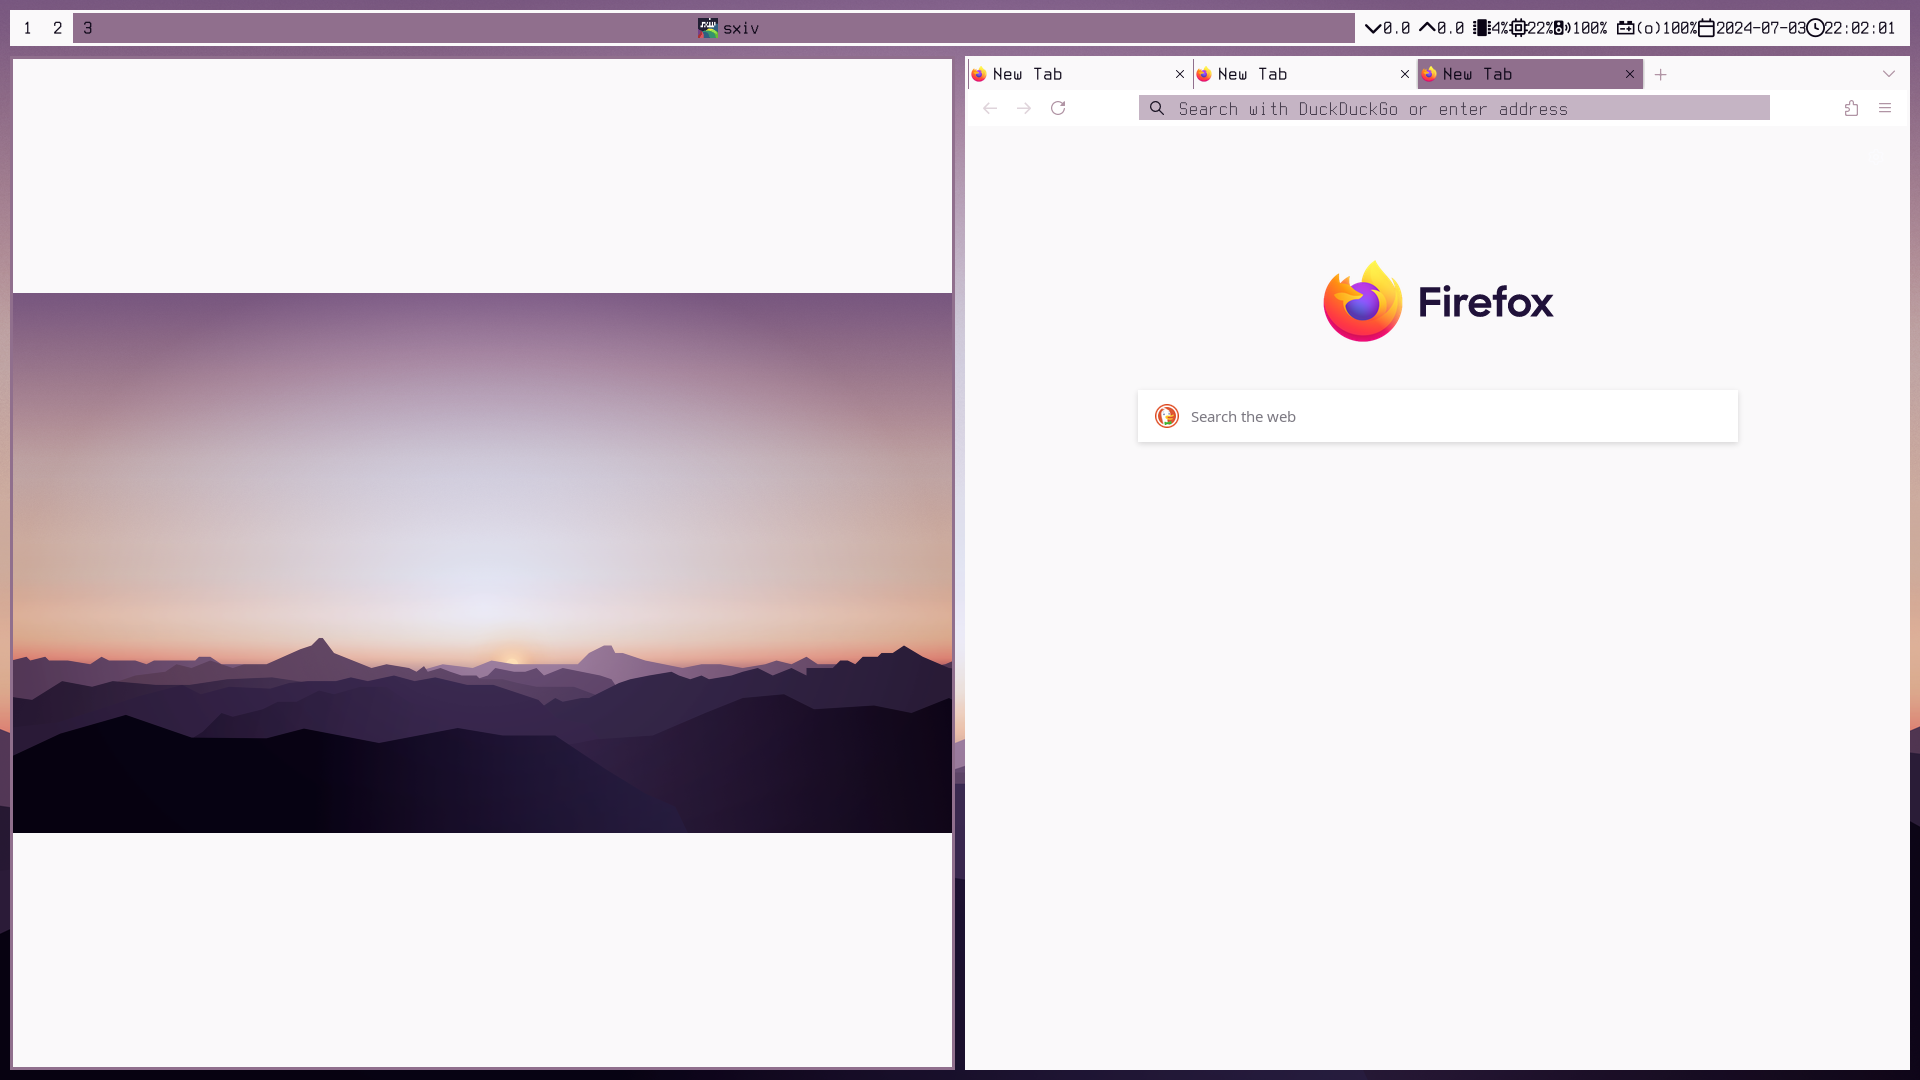 1 2 3 sxiv 0.0 0.0 4% 22% 100% (o)100% 2024-07-03 22:02:01
New Tab New Tab New Tab
Search with DuckDuckGo or enter address
Firefox
Search the web